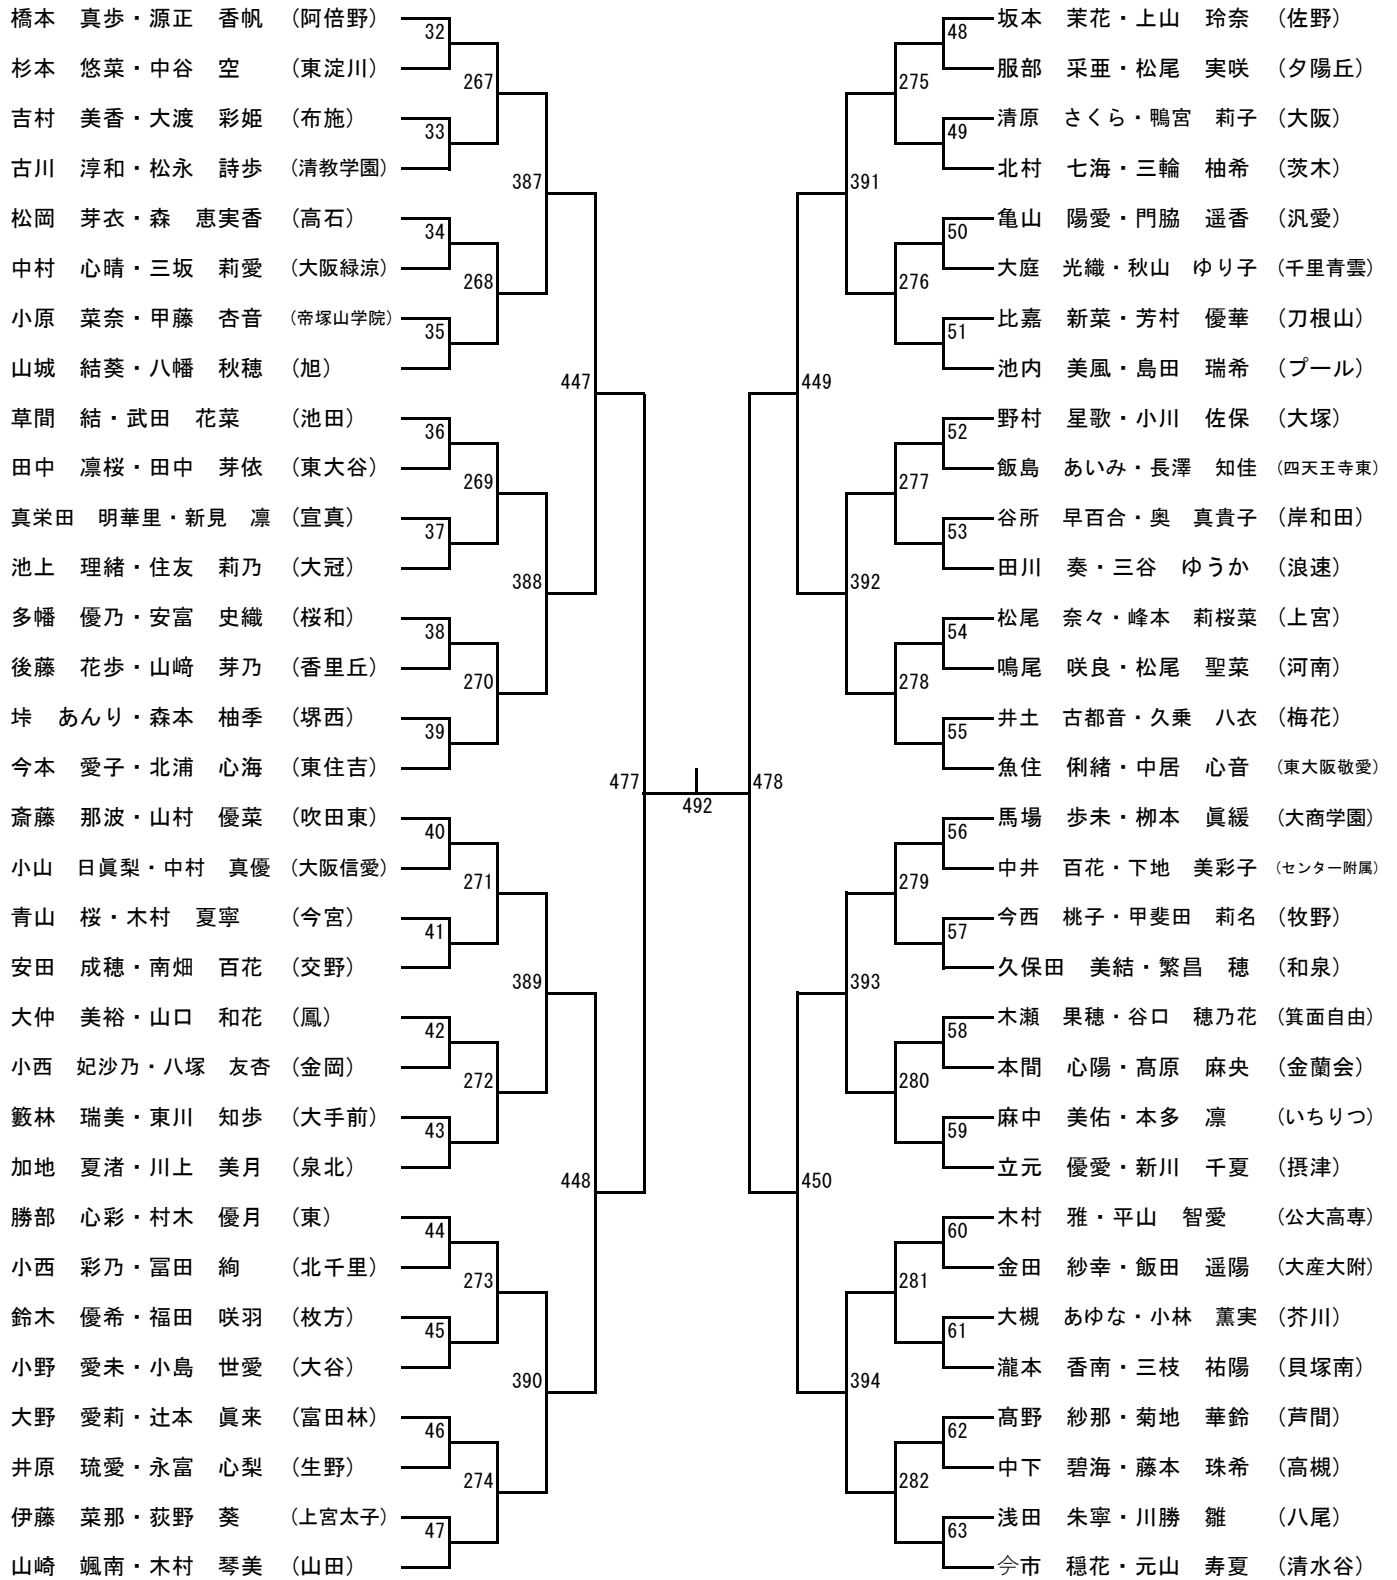 橋本　真歩・源正　香帆　(阿倍野)
32
杉本　悠菜・中谷　空　(東淀川)
267
吉村　美香・大渡　彩姫　(布施)
33
古川　淳和・松永　詩歩　(清教学園)
387
松岡　芽衣・森　恵実香　(高石)
34
中村　心晴・三坂　莉愛　(大阪緑涼)
268
小原　菜奈・甲藤　杏音　(帝塚山学院)
35
山城　結葵・八幡　秋穂　(旭)
447
草間　結・武田　花菜　(池田)
36
田中　凛桜・田中　芽依　(東大谷)
269
真栄田　明華里・新見　凛　(宣真)
37
池上　理緒・住友　莉乃　(大冠)
388
多幡　優乃・安富　史織　(桜和)
38
後藤　花歩・山﨑　芽乃　(香里丘)
270
垰　あんり・森本　柚季　(堺西)
39
今本　愛子・北浦　心海　(東住吉)
477
斎藤　那波・山村　優菜　(吹田東)
40
小山　日眞梨・中村　真優　(大阪信愛)
271
青山　桜・木村　夏寧　(今宮)
41
安田　成穂・南畑　百花　(交野)
389
大仲　美裕・山口　和花　(鳳)
42
小西　妃沙乃・八塚　友杏　(金岡)
272
籔林　瑞美・東川　知歩　(大手前)
43
加地　夏渚・川上　美月　(泉北)
448
勝部　心彩・村木　優月　(東)
44
小西　彩乃・冨田　絢　(北千里)
273
鈴木　優希・福田　咲羽　(枚方)
45
小野　愛未・小島　世愛　(大谷)
390
大野　愛莉・辻本　眞来　(富田林)
46
井原　琉愛・永富　心梨　(生野)
274
伊藤　菜那・荻野　葵　(上宮太子)
47
山崎　颯南・木村　琴美　(山田)
492
坂本　茉花・上山　玲奈　(佐野)
48
服部　采亜・松尾　実咲　(夕陽丘)
275
清原　さくら・鴨宮　莉子　(大阪)
49
北村　七海・三輪　柚希　(茨木)
391
亀山　陽愛・門脇　遥香　(汎愛)
50
大庭　光織・秋山　ゆり子　(千里青雲)
276
比嘉　新菜・芳村　優華　(刀根山)
51
池内　美風・島田　瑞希　(プール)
449
野村　星歌・小川　佐保　(大塚)
52
飯島　あいみ・長澤　知佳　(四天王寺東)
277
谷所　早百合・奥　真貴子　(岸和田)
53
田川　奏・三谷　ゆうか　(浪速)
392
松尾　奈々・峰本　莉桜菜　(上宮)
54
鳴尾　咲良・松尾　聖菜　(河南)
278
井土　古都音・久乗　八衣　(梅花)
55
魚住　俐緒・中居　心音　(東大阪敬愛)
478
馬場　歩未・栁本　眞緩　(大商学園)
56
中井　百花・下地　美彩子　(センター附属)
279
今西　桃子・甲斐田　莉名　(牧野)
57
久保田　美結・繁昌　穂　(和泉)
393
木瀬　果穂・谷口　穂乃花　(箕面自由)
58
本間　心陽・髙原　麻央　(金蘭会)
280
麻中　美佑・本多　凛　(いちりつ)
59
立元　優愛・新川　千夏　(摂津)
450
木村　雅・平山　智愛　(公大高専)
60
金田　紗幸・飯田　遥陽　(大産大附)
281
大槻　あゆな・小林　薫実　(芥川)
61
瀧本　香南・三枝　祐陽　(貝塚南)
394
髙野　紗那・菊地　華鈴　(芦間)
62
中下　碧海・藤本　珠希　(高槻)
282
浅田　朱寧・川勝　雛　(八尾)
63
今市　穏花・元山　寿夏　(清水谷)